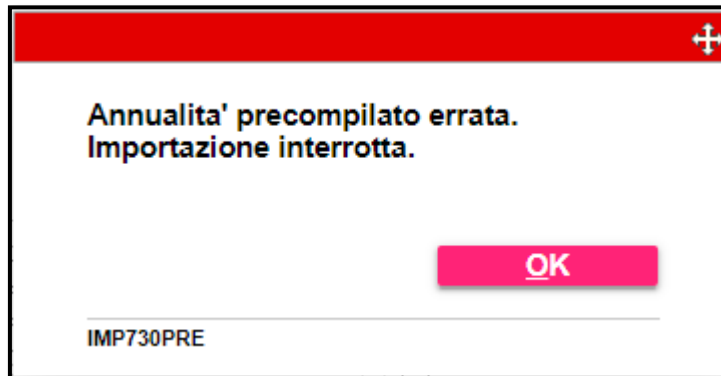 Annualita' precompilato errata.
Importazione interrotta.
OK
IMP730PRE